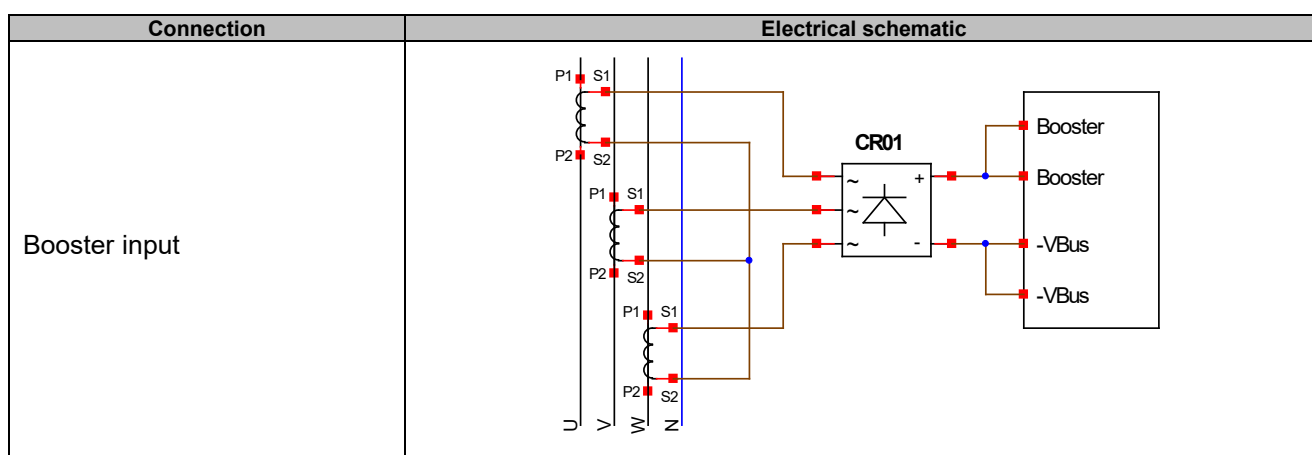 Connection
Electrical schematic
Booster input
P1 S1
P2 S2
P1 S1
P2 S2
P1 S1
P2 S2
U V W N
CR01
~ +
~
~ -
Booster
Booster
-VBus
-VBus